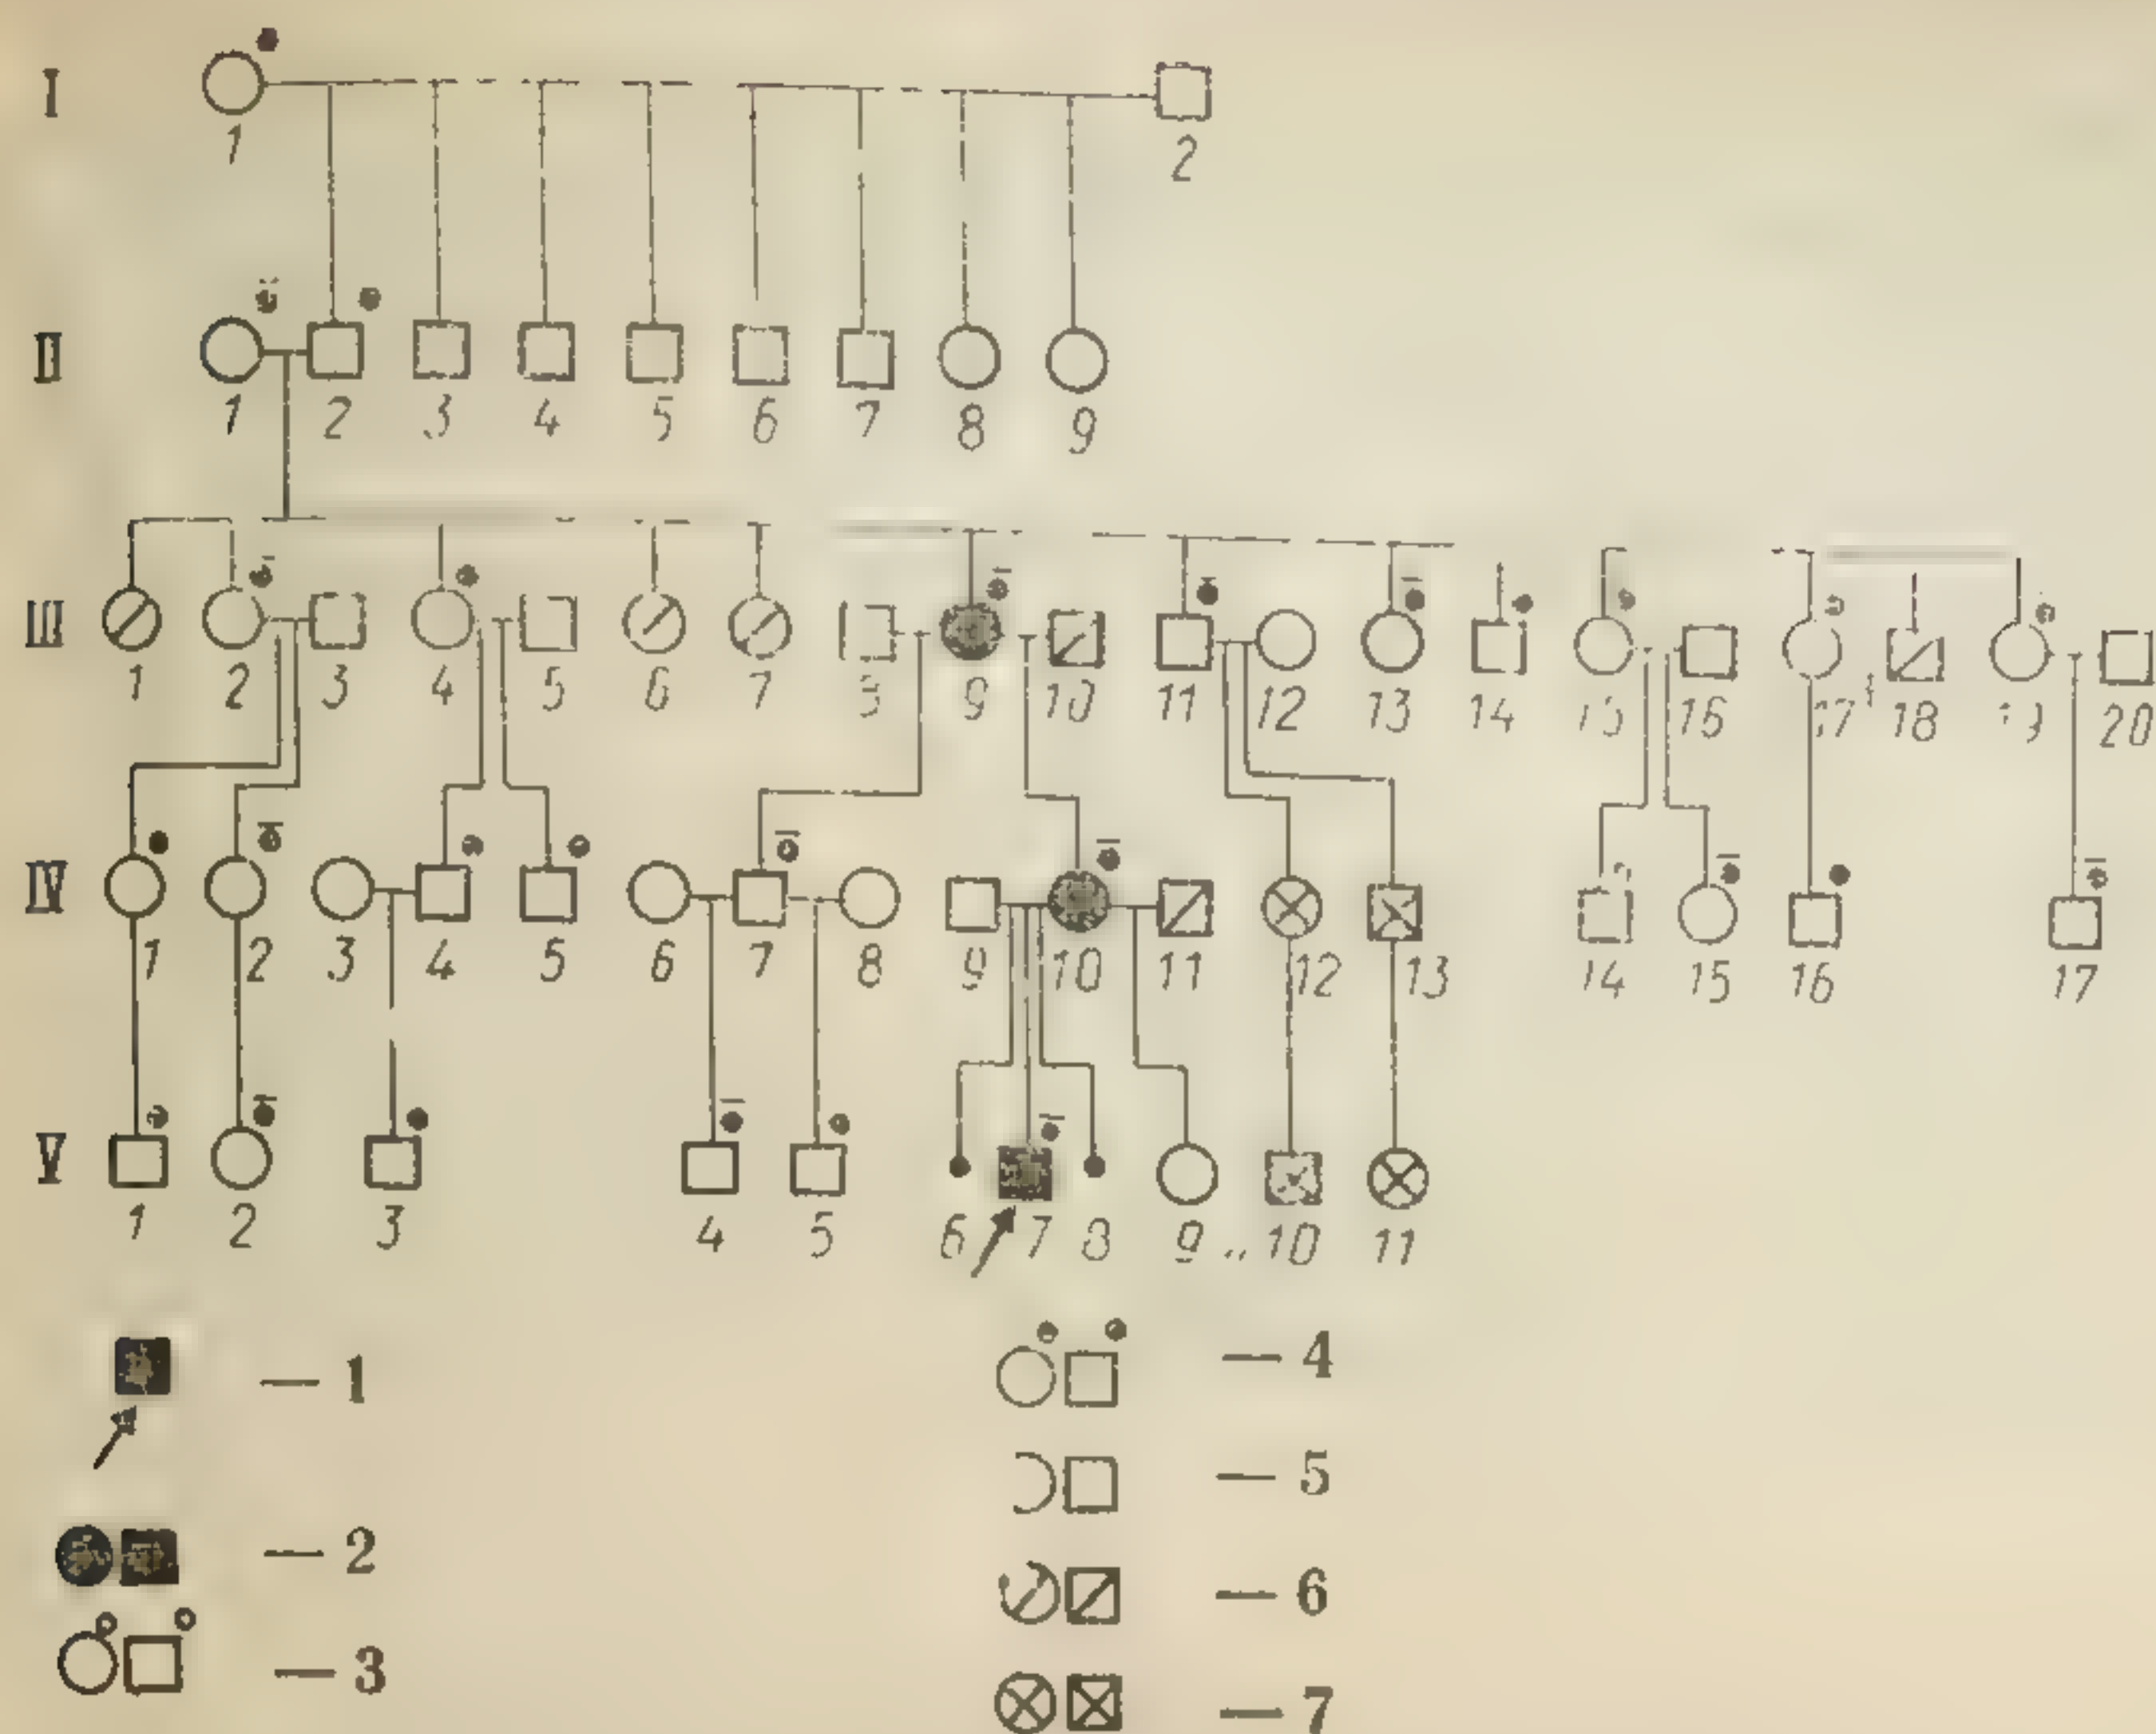 I
1
2
II
1 2 3 4 5 6 7 8 9
III
1 2 3 4 5 6 7 9 10 11 12 13 14 16 17 18 20
IV
1 2 3 4 5 6 7 8 9 10 11 12 13 14 15 16 17
V
1 2 3 4 5 6 7 8 9 10 11
— 1
— 4
— 5
— 2
— 6
— 3
— 7